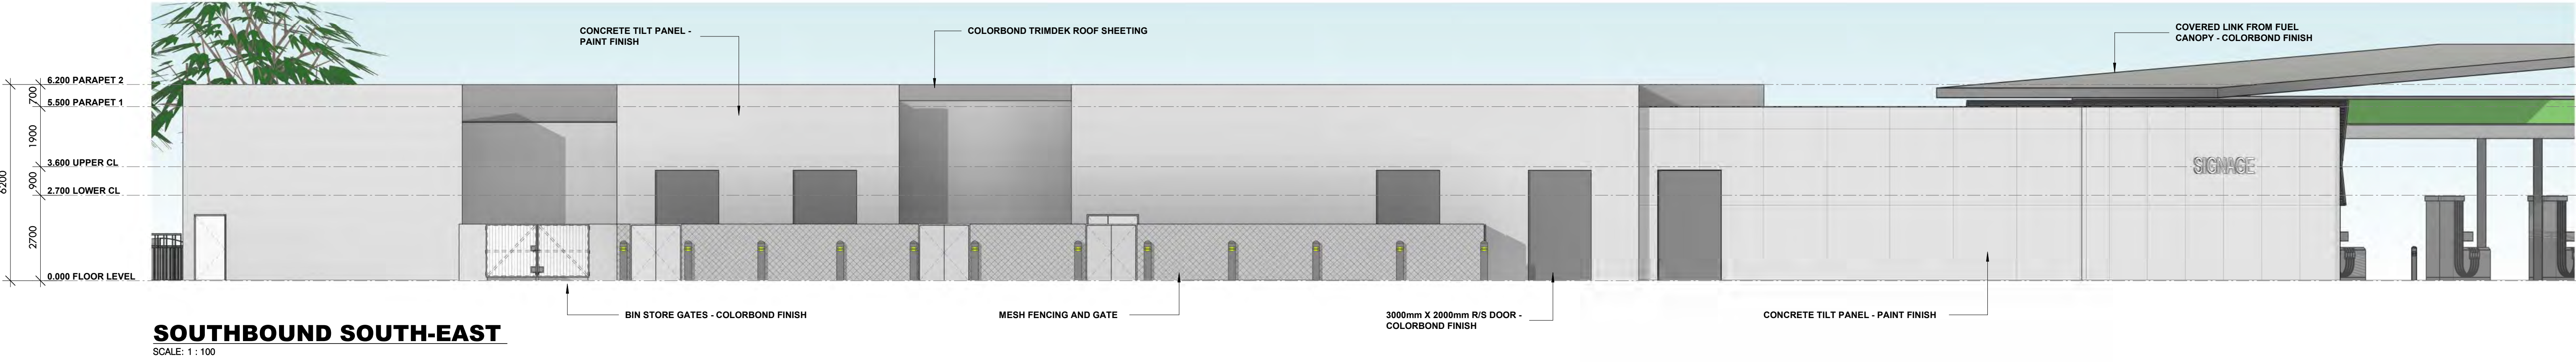 CONCRETE TILT PANEL -
PAINT FINISH
COLORBOND TRIMDEK ROOF SHEETING
COVERED LINK FROM FUEL
CANOPY - COLORBOND FINISH
6.200 PARAPET 2
700
5.500 PARAPET 1
1900
3.600 UPPER CL
900
2.700 LOWER CL
6200
2700
0.000 FLOOR LEVEL
SIGNAGE
BIN STORE GATES - COLORBOND FINISH
MESH FENCING AND GATE
3000mm X 2000mm R/S DOOR -
COLORBOND FINISH
CONCRETE TILT PANEL - PAINT FINISH
SOUTHBOUND SOUTH-EAST
SCALE: 1 : 100